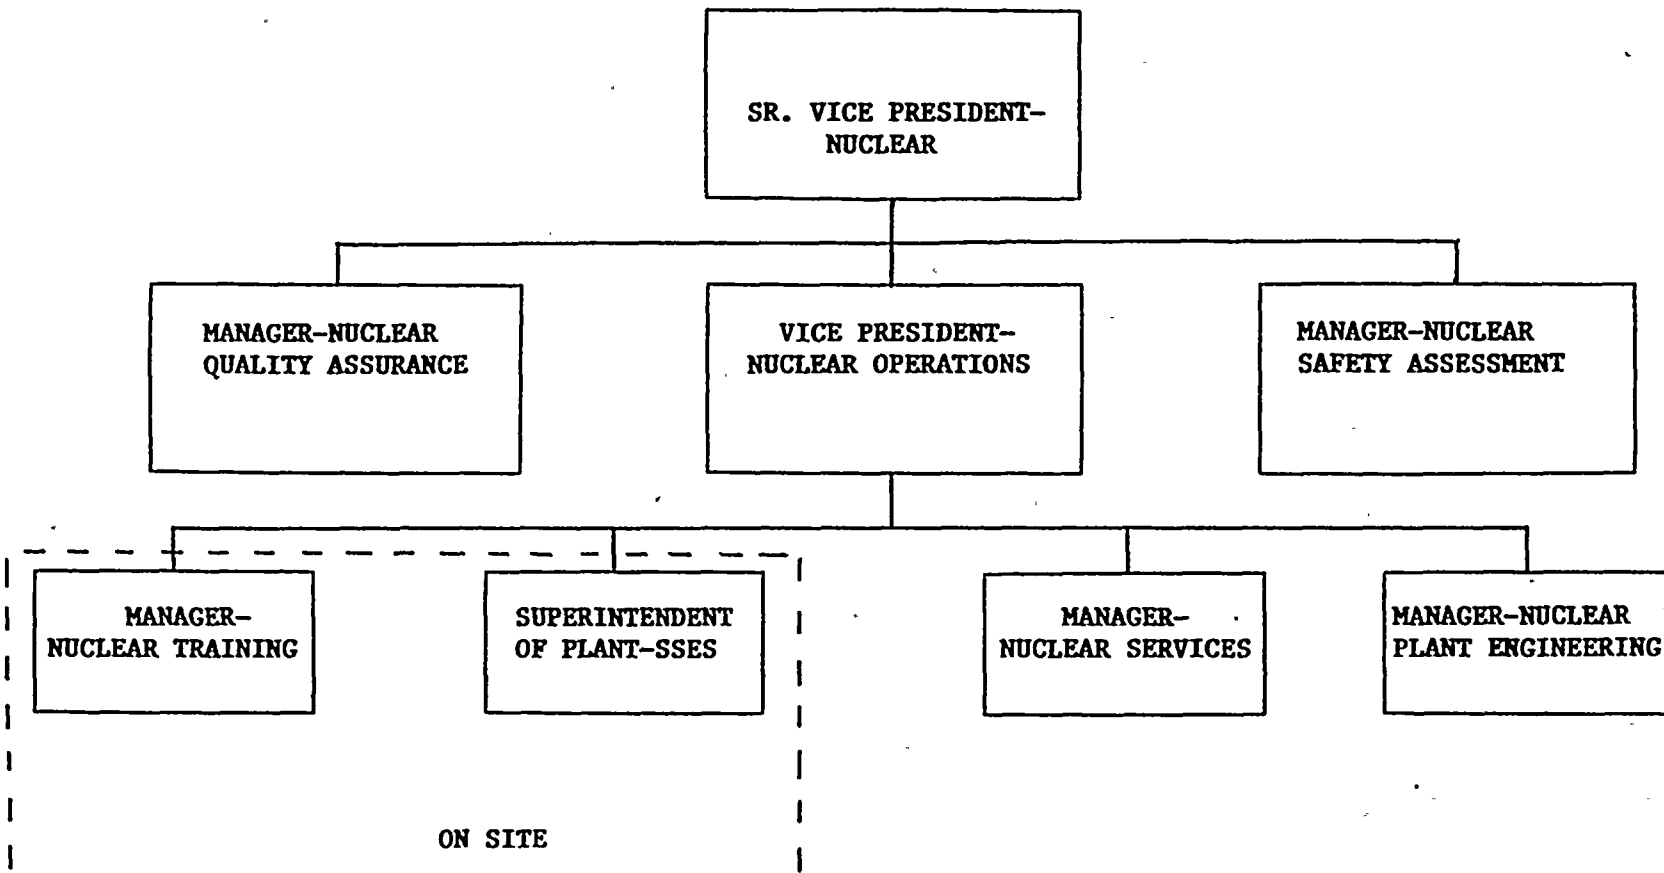 SR. VICE PRESIDENT-
NUCLEAR
MANAGER-NUCLEAR
QUALITY ASSURANCE
VICE PRESIDENT-
NUCLEAR OPERATIONS
MANAGER-NUCLEAR
SAFETY ASSESSMENT
MANAGER-
NUCLEAR TRAINING
SUPERINTENDENT
OF PLANT-SSES
MANAGER-
NUCLEAR SERVICES
MANAGER-NUCLEAR
PLANT ENGINEERING
ON SITE